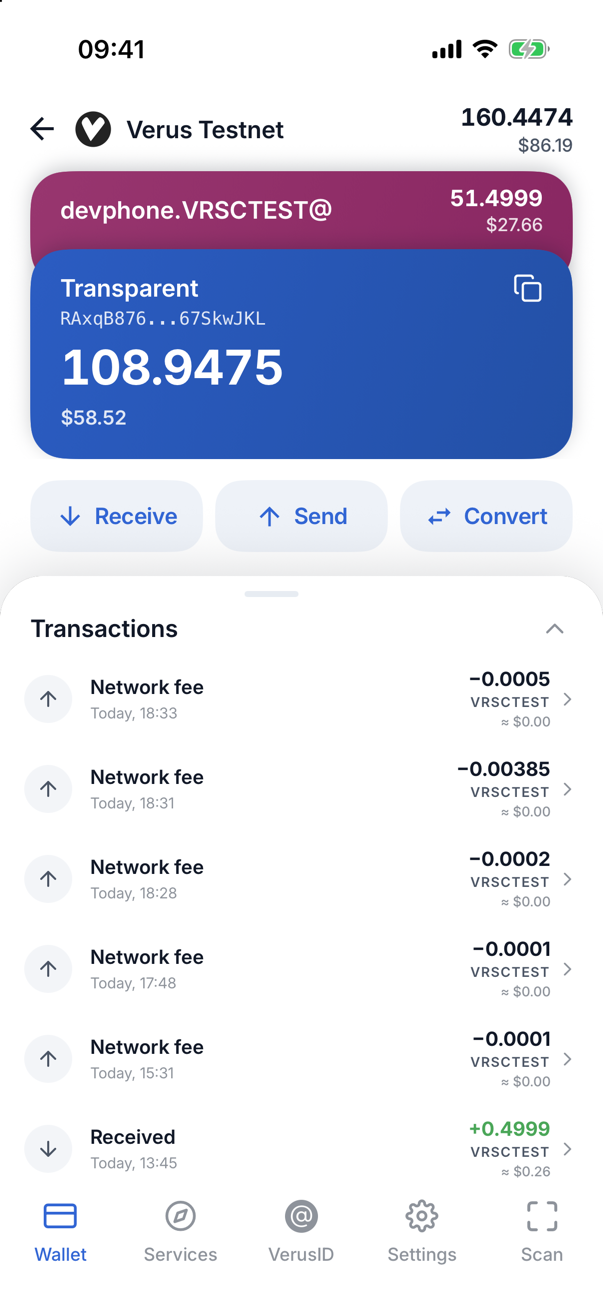 09:41
Verus Testnet
160.4474
$86.19
devphone.VRSCTEST@
51.4999
$27.66
Transparent
RAxqB876...67SkwJKL
108.9475
$58.52
Receive
Send
Convert
Transactions
Network fee
−0.0005
Today, 18:33
VRSCTEST
≈ $0.00
Network fee
−0.00385
Today, 18:31
VRSCTEST
≈ $0.00
Network fee
−0.0002
Today, 18:28
VRSCTEST
≈ $0.00
Network fee
−0.0001
Today, 17:48
VRSCTEST
≈ $0.00
Network fee
−0.0001
Today, 15:31
VRSCTEST
≈ $0.00
Received
+0.4999
Today, 13:45
VRSCTEST
≈ $0.26
Wallet
Services
VerusID
Settings
Scan